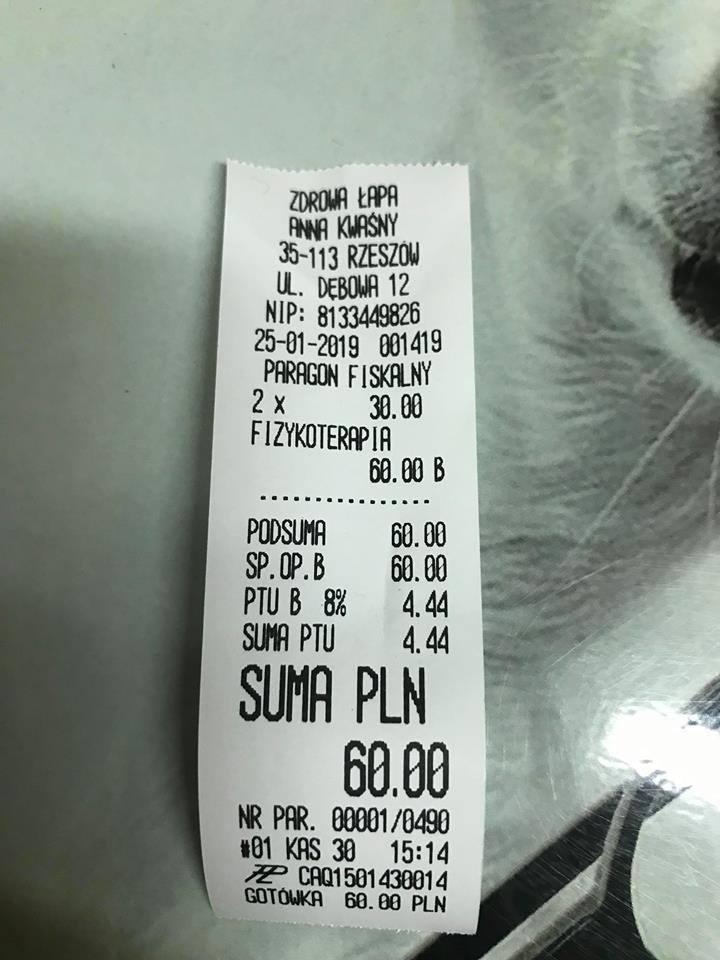 ZDROWA ŁAPA
ANNA KWAŚNY
35-113 RZESZÓW
UL. DĘBOWA 12
NIP: 8133449826
25-01-2019 001419
PARAGON FISKALNY
2 x 30.00
FIZYKOTERAPIA
60.00 B
PODSUMA 60.00
SP.OP.B 60.00
PTU B 8% 4.44
SUMA PTU 4.44
SUMA PLN
60.00
NR PAR. 00001/0490
#01 KAS 30 15:14
CAQ1501430014
GOTÓWKA 60.00 PLN